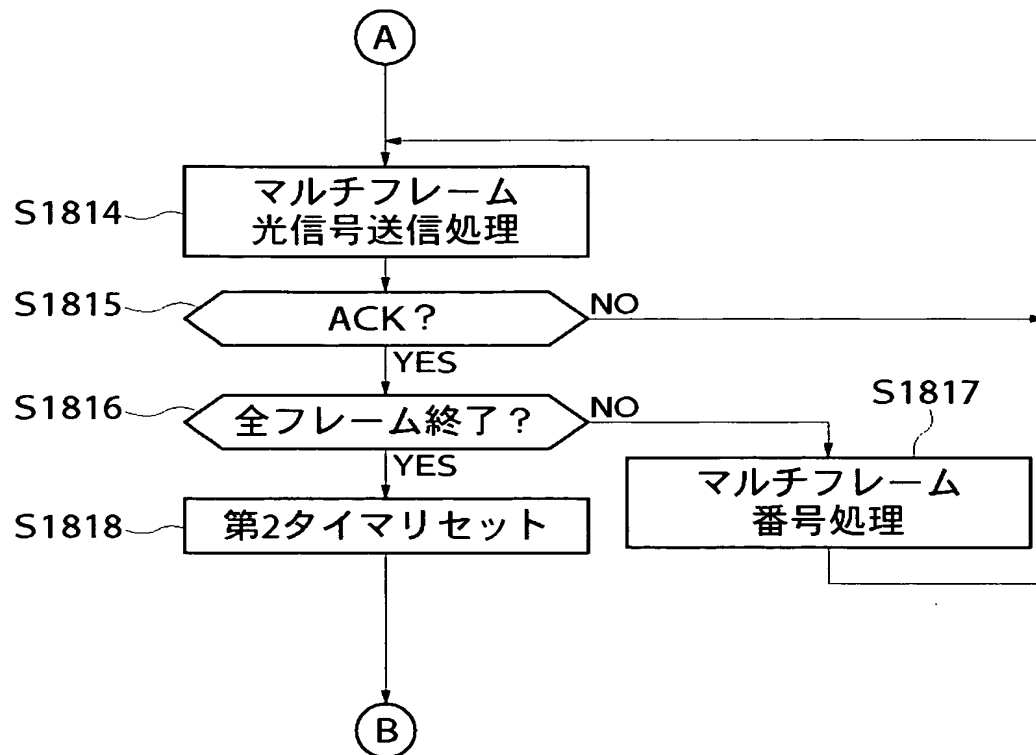 A
S1814
マルチフレーム
光信号送信処理
S1815
ACK?
NO
YES
S1816
全フレーム終了?
NO
S1817
YES
マルチフレーム
番号処理
S1818
第2タイマリセット
B